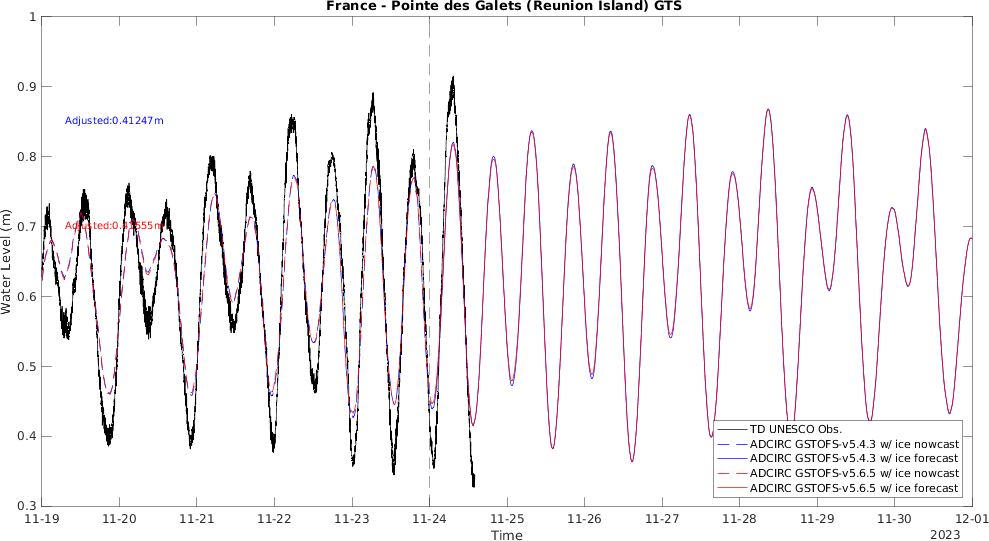 France - Pointe des Galets (Reunion Island) GTS
1
0.9
0.8
0.7
0.6
0.5
0.4
0.3
Water Level (m)
Adjusted:0.41247m
Adjusted:0.41555m
TD UNESCO Obs.
ADCIRC GSTOFS-v5.4.3 w/ ice nowcast
ADCIRC GSTOFS-v5.4.3 w/ ice forecast
ADCIRC GSTOFS-v5.6.5 w/ ice nowcast
ADCIRC GSTOFS-v5.6.5 w/ ice forecast
11-19 11-20 11-21 11-22 11-23 11-24 11-25 11-26 11-27 11-28 11-29 11-30 12-01
Time
2023